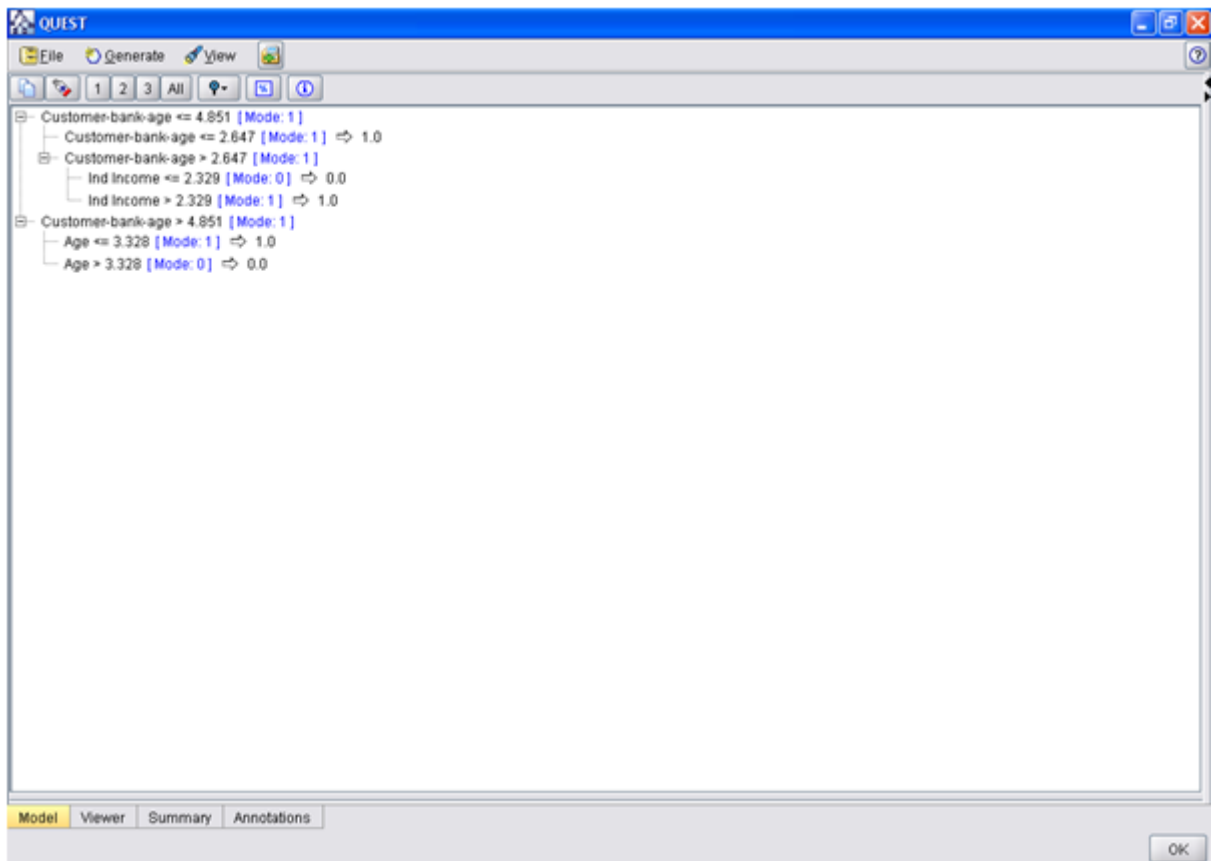 QUEST
File Generate View
1 2 3 All
Customer-bank-age <= 4.851 [ Mode: 1 ]
Customer-bank-age <= 2.647 [ Mode: 1 ] ⇨ 1.0
Customer-bank-age > 2.647 [ Mode: 1 ]
Ind Income <= 2.329 [ Mode: 0 ] ⇨ 0.0
Ind Income > 2.329 [ Mode: 1 ] ⇨ 1.0
Customer-bank-age > 4.851 [ Mode: 1 ]
Age <= 3.328 [ Mode: 1 ] ⇨ 1.0
Age > 3.328 [ Mode: 0 ] ⇨ 0.0
Model Viewer Summary Annotations
OK